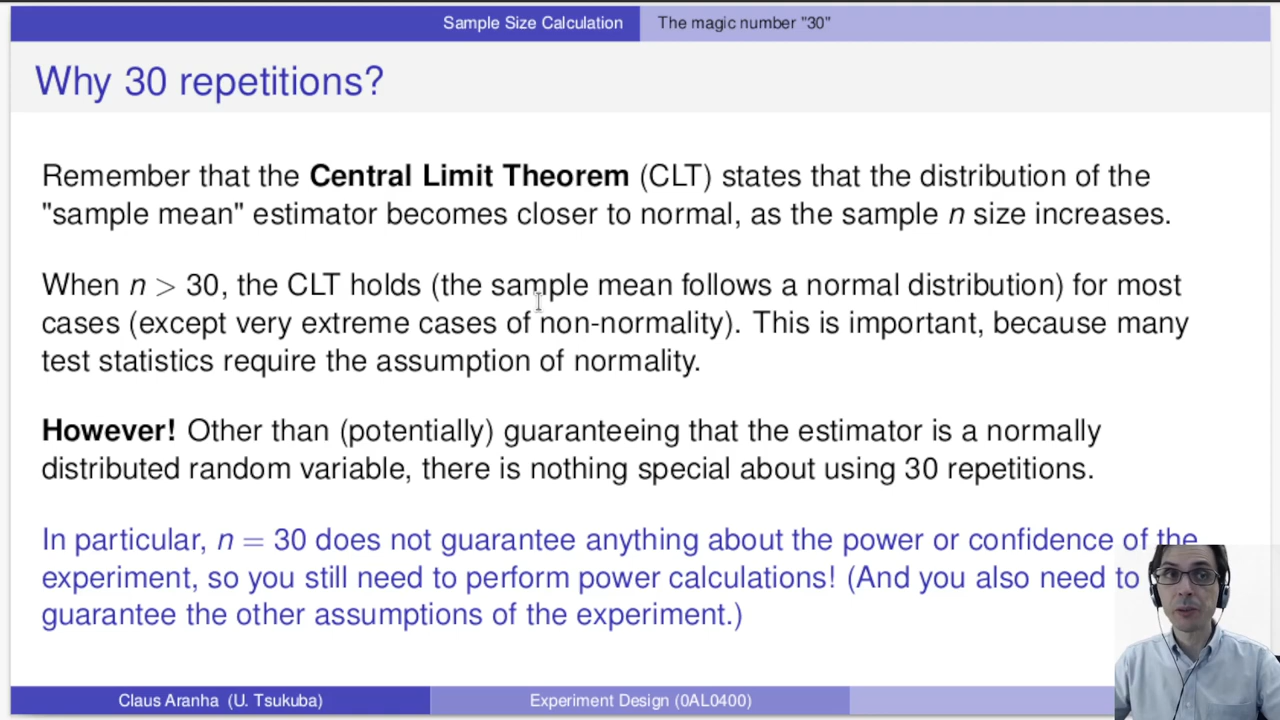 Sample Size Calculation
The magic number "30"
Why 30 repetitions?
Remember that the Central Limit Theorem (CLT) states that the distribution of the
"sample mean" estimator becomes closer to normal, as the sample n size increases.
When n > 30, the CLT holds (the sample mean follows a normal distribution) for most
cases (except very extreme cases of non-normality). This is important, because many
test statistics require the assumption of normality.
However! Other than (potentially) guaranteeing that the estimator is a normally
distributed random variable, there is nothing special about using 30 repetitions.
In particular, n = 30 does not guarantee anything about the power or confidence of the
experiment, so you still need to perform power calculations! (And you also need to
guarantee the other assumptions of the experiment.)
Claus Aranha (U. Tsukuba)
Experiment Design (0AL0400)